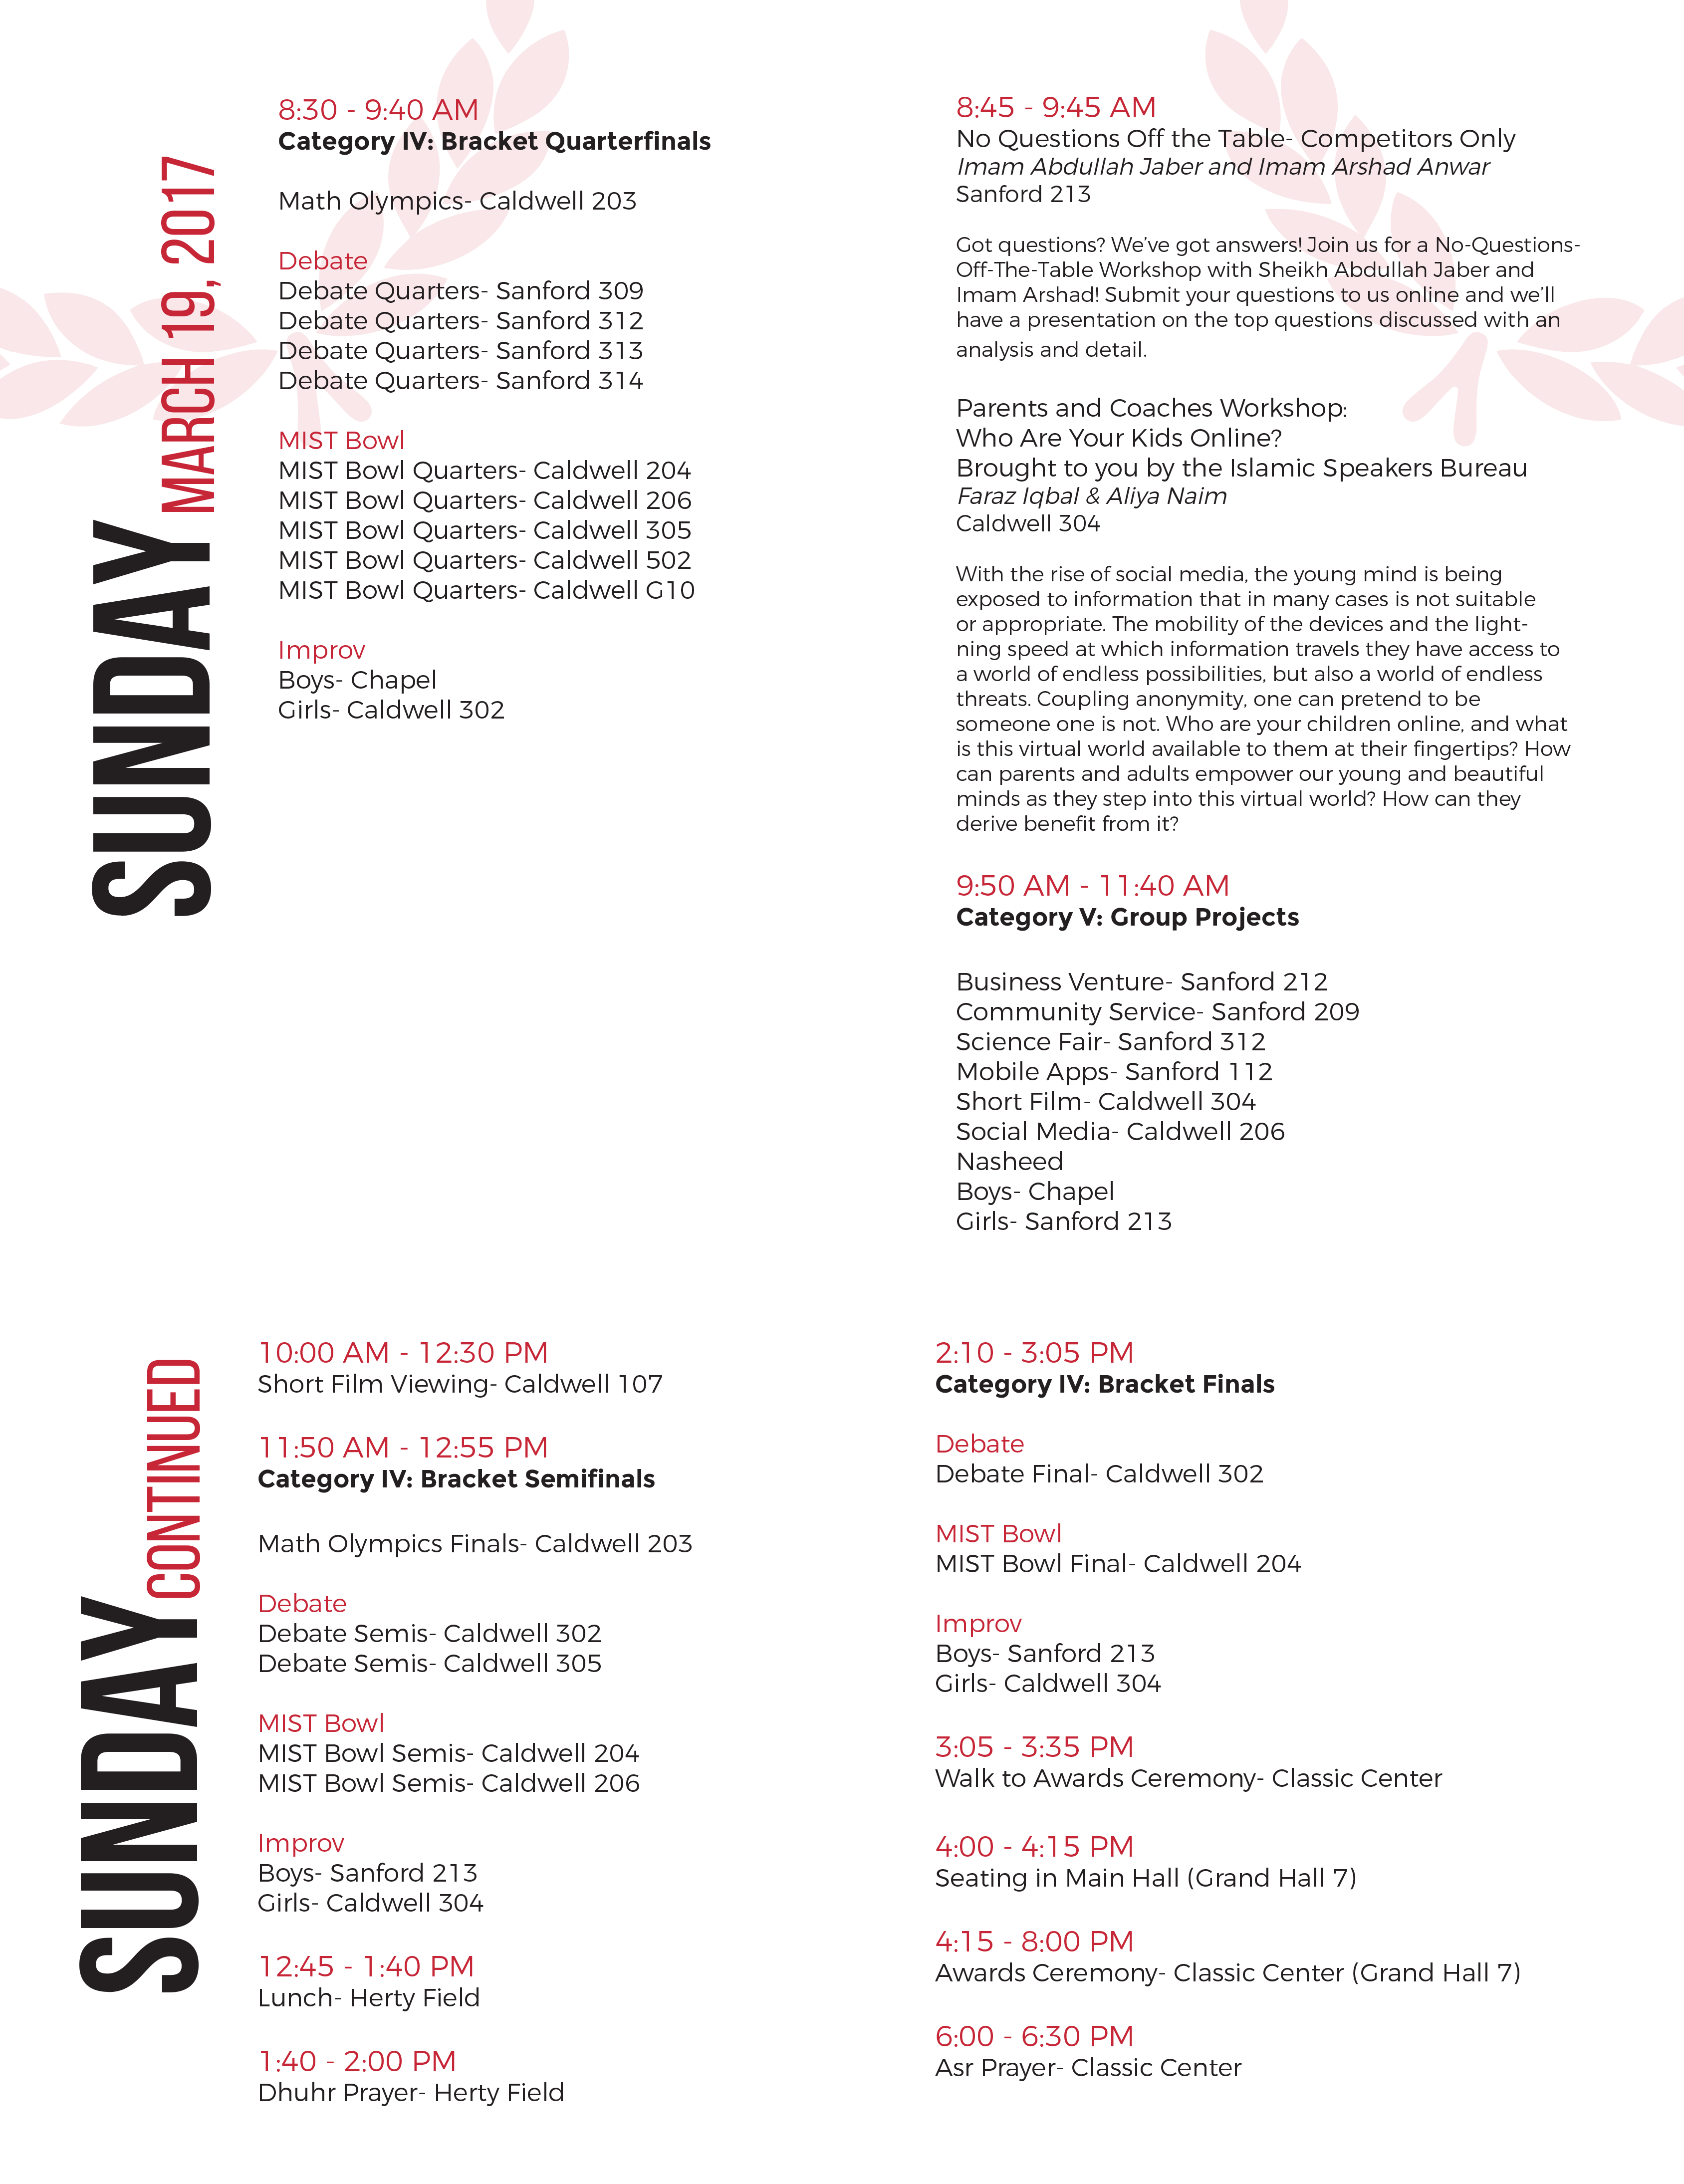 SUNDAY MARCH 19, 2017
8:30 - 9:40 AM
Category IV: Bracket Quarterfinals
Math Olympics- Caldwell 203
Debate
Debate Quarters- Sanford 309
Debate Quarters- Sanford 312
Debate Quarters- Sanford 313
Debate Quarters- Sanford 314
MIST Bowl
MIST Bowl Quarters- Caldwell 204
MIST Bowl Quarters- Caldwell 206
MIST Bowl Quarters- Caldwell 305
MIST Bowl Quarters- Caldwell 502
MIST Bowl Quarters- Caldwell G10
Improv
Boys- Chapel
Girls- Caldwell 302
8:45 - 9:45 AM
No Questions Off the Table- Competitors Only
Imam Abdullah Jaber and Imam Arshad Anwar
Sanford 213
Got questions? We've got answers! Join us for a No-Questions-
Off-The-Table Workshop with Sheikh Abdullah Jaber and
Imam Arshad! Submit your questions to us online and we'll
have a presentation on the top questions discussed with an
analysis and detail.
Parents and Coaches Workshop:
Who Are Your Kids Online?
Brought to you by the Islamic Speakers Bureau
Faraz Iqbal & Aliya Naim
Caldwell 304
With the rise of social media, the young mind is being
exposed to information that in many cases is not suitable
or appropriate. The mobility of the devices and the light-
ning speed at which information travels they have access to
a world of endless possibilities, but also a world of endless
threats. Coupling anonymity, one can pretend to be
someone one is not. Who are your children online, and what
is this virtual world available to them at their fingertips? How
can parents and adults empower our young and beautiful
minds as they step into this virtual world? How can they
derive benefit from it?
9:50 AM - 11:40 AM
Category V: Group Projects
Business Venture- Sanford 212
Community Service- Sanford 209
Science Fair- Sanford 312
Mobile Apps- Sanford 112
Short Film- Caldwell 304
Social Media- Caldwell 206
Nasheed
Boys- Chapel
Girls- Sanford 213
SUNDAY CONTINUED
10:00 AM - 12:30 PM
Short Film Viewing- Caldwell 107
11:50 AM - 12:55 PM
Category IV: Bracket Semifinals
Math Olympics Finals- Caldwell 203
Debate
Debate Semis- Caldwell 302
Debate Semis- Caldwell 305
MIST Bowl
MIST Bowl Semis- Caldwell 204
MIST Bowl Semis- Caldwell 206
Improv
Boys- Sanford 213
Girls- Caldwell 304
12:45 - 1:40 PM
Lunch- Herty Field
1:40 - 2:00 PM
Dhuhr Prayer- Herty Field
2:10 - 3:05 PM
Category IV: Bracket Finals
Debate
Debate Final- Caldwell 302
MIST Bowl
MIST Bowl Final- Caldwell 204
Improv
Boys- Sanford 213
Girls- Caldwell 304
3:05 - 3:35 PM
Walk to Awards Ceremony- Classic Center
4:00 - 4:15 PM
Seating in Main Hall (Grand Hall 7)
4:15 - 8:00 PM
Awards Ceremony- Classic Center (Grand Hall 7)
6:00 - 6:30 PM
Asr Prayer- Classic Center